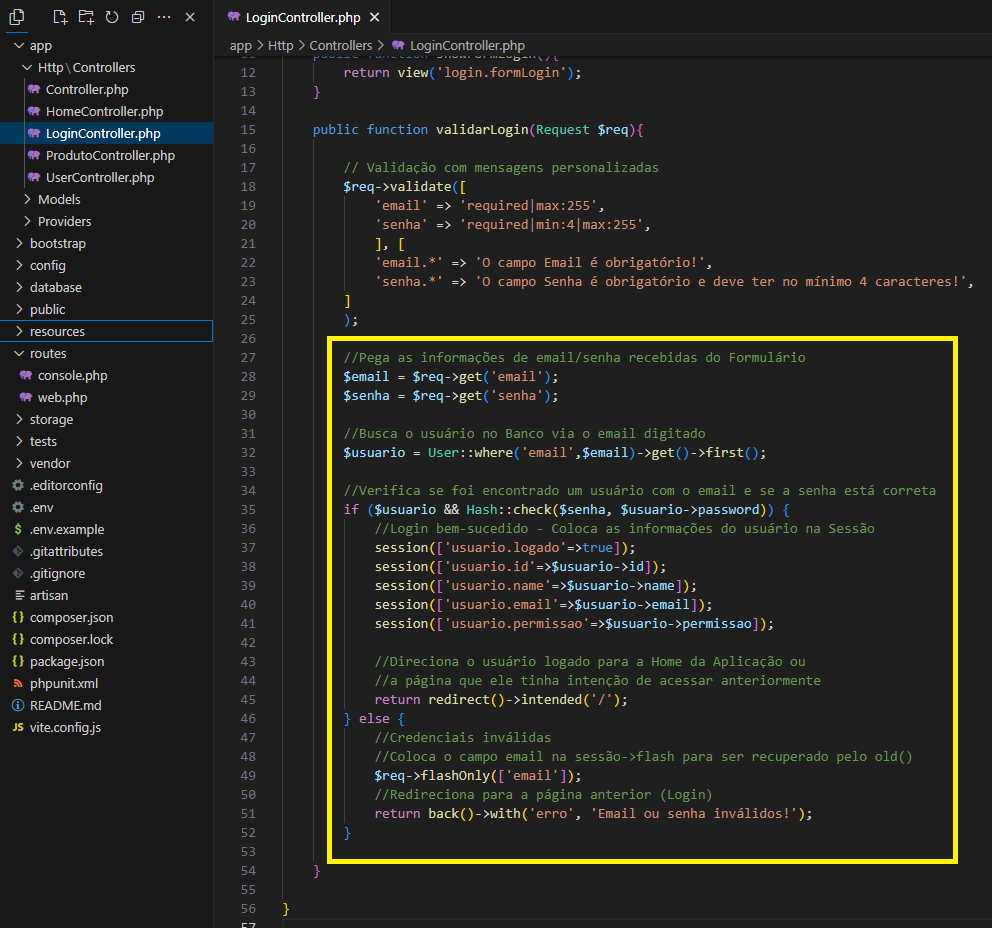 LoginController.php
app > Http > Controllers > LoginController.php
app
Http\Controllers
Controller.php
HomeController.php
LoginController.php
ProdutoController.php
UserController.php
Models
Providers
bootstrap
config
database
public
resources
routes
console.php
web.php
storage
tests
vendor
.editorconfig
.env
$ .env.example
.gitattributes
.gitignore
artisan
{} composer.json
{} composer.lock
{} package.json
phpunit.xml
README.md
JS vite.config.js
12 return view('login.formLogin');
13 }
14
15 public function validarLogin(Request $req){
16
17 // Validação com mensagens personalizadas
18 $req->validate([
19 'email' => 'required|max:255',
20 'senha' => 'required|min:4|max:255',
21 ], [
22 'email.*' => 'O campo Email é obrigatório!',
23 'senha.*' => 'O campo Senha é obrigatório e deve ter no mínimo 4 caracteres!',
24 ]
25 );
26
27 //Pega as informações de email/senha recebidas do Formulário
28 $email = $req->get('email');
29 $senha = $req->get('senha');
30
31 //Busca o usuário no Banco via o email digitado
32 $usuario = User::where('email',$email)->get()->first();
33
34 //Verifica se foi encontrado um usuário com o email e se a senha está correta
35 if ($usuario && Hash::check($senha, $usuario->password)) {
36 //Login bem-sucedido - Coloca as informações do usuário na Sessão
37 session(['usuario.logado'=>true]);
38 session(['usuario.id'=>$usuario->id]);
39 session(['usuario.name'=>$usuario->name]);
40 session(['usuario.email'=>$usuario->email]);
41 session(['usuario.permissao'=>$usuario->permissao]);
42
43 //Direciona o usuário logado para a Home da Aplicação ou
44 //a página que ele tinha intenção de acessar anteriormente
45 return redirect()->intended('/');
46 } else {
47 //Credenciais inválidas
48 //Coloca o campo email na sessão->flash para ser recuperado pelo old()
49 $req->flashOnly(['email']);
50 //Redireciona para a página anterior (Login)
51 return back()->with('erro', 'Email ou senha inválidos!');
52 }
53
54 }
55
56 }
57